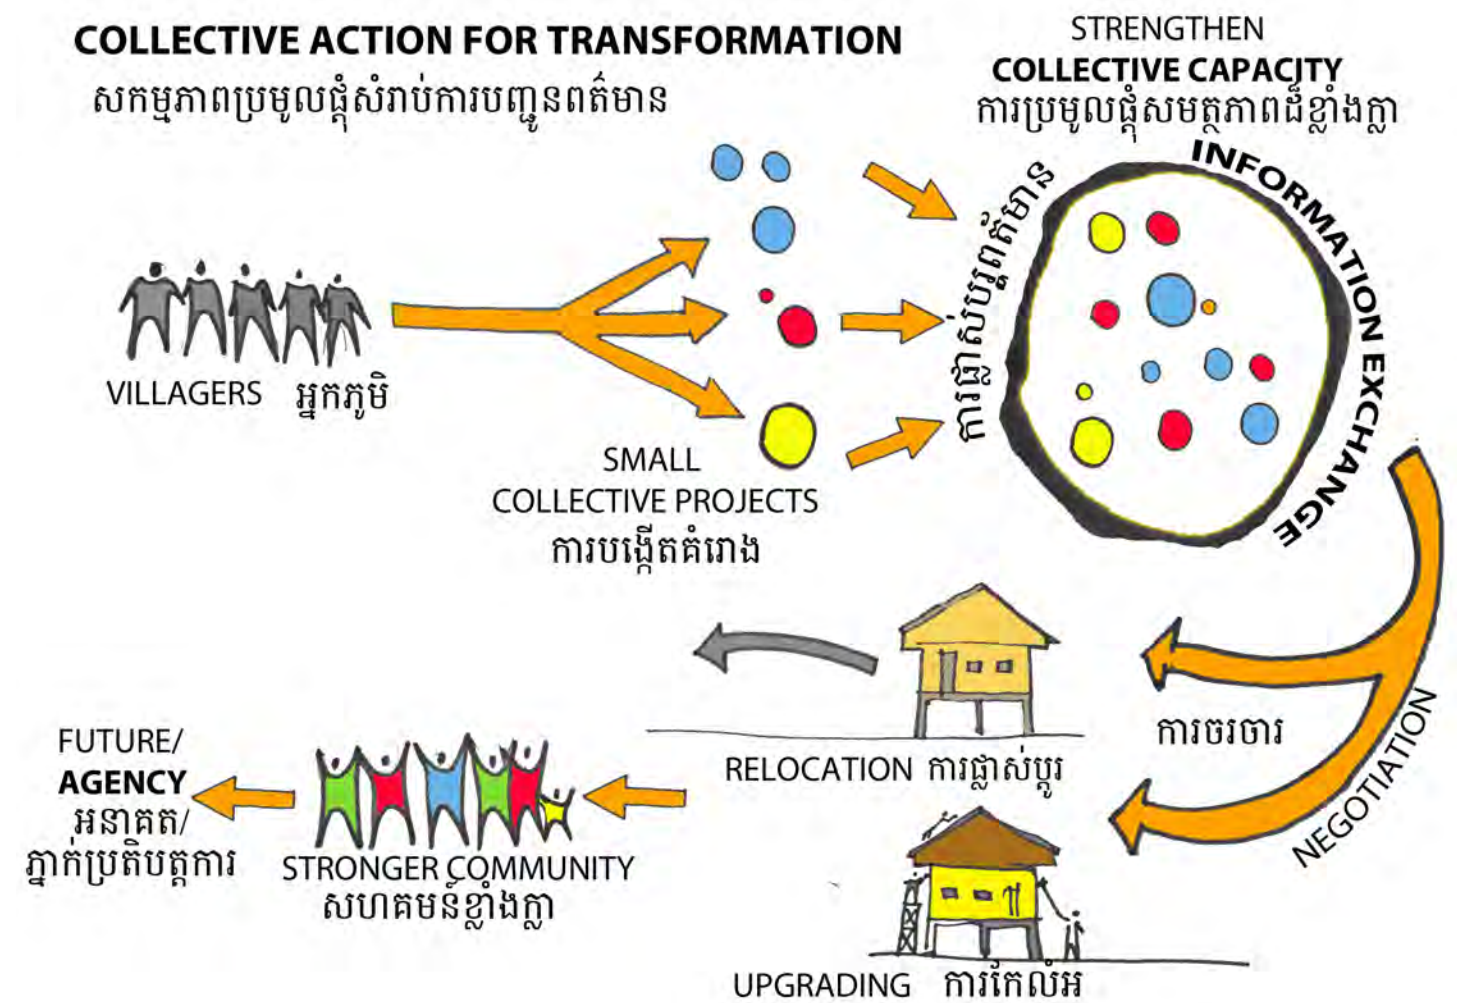 COLLECTIVE ACTION FOR TRANSFORMATION
សកម្មភាពប្រមូលផ្តុំសំរាប់ការបញ្ជូនពត៌មាន
STRENGTHEN
COLLECTIVE CAPACITY
ការប្រមូលផ្តុំសមត្ថភាពដ៏ខ្លាំងក្លា
INFORMATION EXCHANGE
ការផ្លាស់បរ្តូព័ត៌មាន
VILLAGERS អ្នកភូមិ
SMALL
COLLECTIVE PROJECTS
ការបង្កើតគំរោង
NEGOTIATION
ការចរចារ
RELOCATION ការផ្លាស់ប្តូរ
UPGRADING ការកែលំអ
STRONGER COMMUNITY
សហគមន៍ខ្លាំងក្លា
FUTURE/
AGENCY
អនាគត/
ភ្នាក់ប្រតិបត្តការ